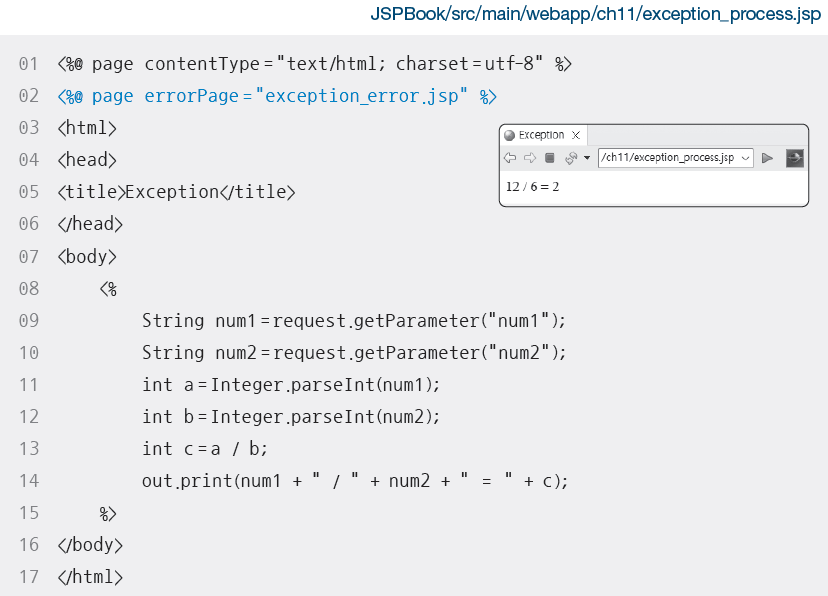 JSPBook/src/main/webapp/ch11/exception_process.jsp
01 <%@ page contentType="text/html; charset=utf-8" %>
02 <%@ page errorPage="exception_error.jsp" %>
03 <html>
04 <head>
05 <title>Exception</title>
06 </head>
07 <body>
08 <%
09 String num1=request.getParameter("num1");
10 String num2=request.getParameter("num2");
11 int a=Integer.parseInt(num1);
12 int b=Integer.parseInt(num2);
13 int c=a / b;
14 out.print(num1 + " / " + num2 + " = " + c);
15 %>
16 </body>
17 </html>
Exception
/ch11/exception_process.jsp
12 / 6 = 2